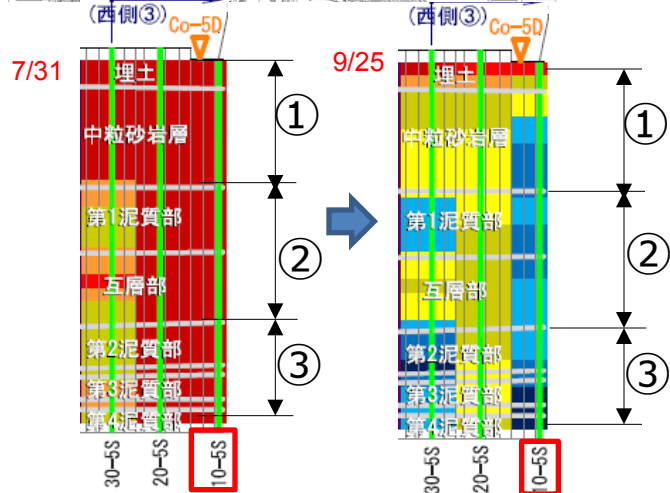 (西側③)
Co-5D
7/31
埋土
中粒砂岩層
第1泥質部
互層部
第2泥質部
第3泥質部
第4泥質部
①
②
③
30-5S
20-5S
10-5S
(西側③)
Co-5D
9/25
埋土
中粒砂岩層
第1泥質部
互層部
第2泥質部
第3泥質部
第4泥質部
①
②
③
30-5S
20-5S
10-5S